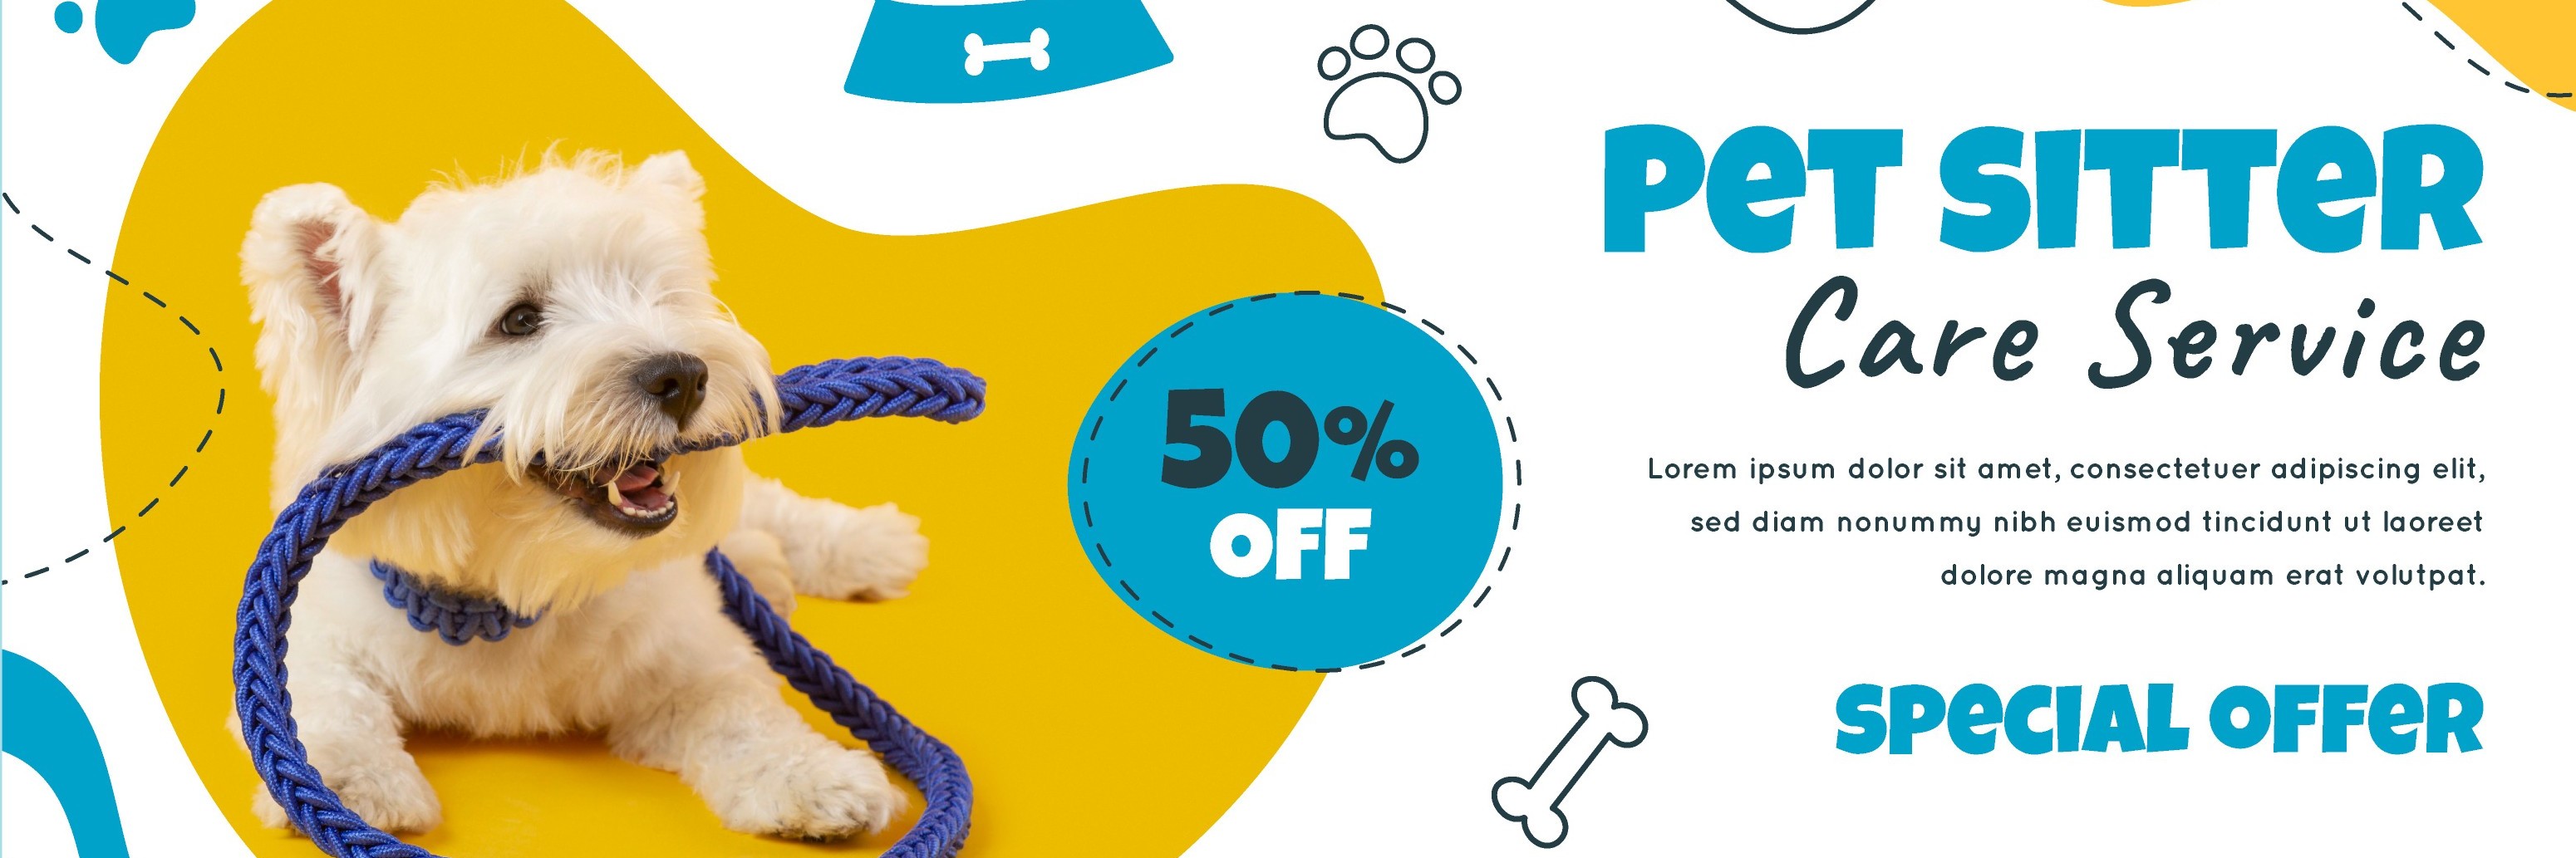 PeT SITTeR
Care Service
50%
OFF
Lorem ipsum dolor sit amet, consectetuer adipiscing elit,
sed diam nonummy nibh euismod tincidunt ut laoreet
dolore magna aliquam erat volutpat.
SPeCIAL OFFeR